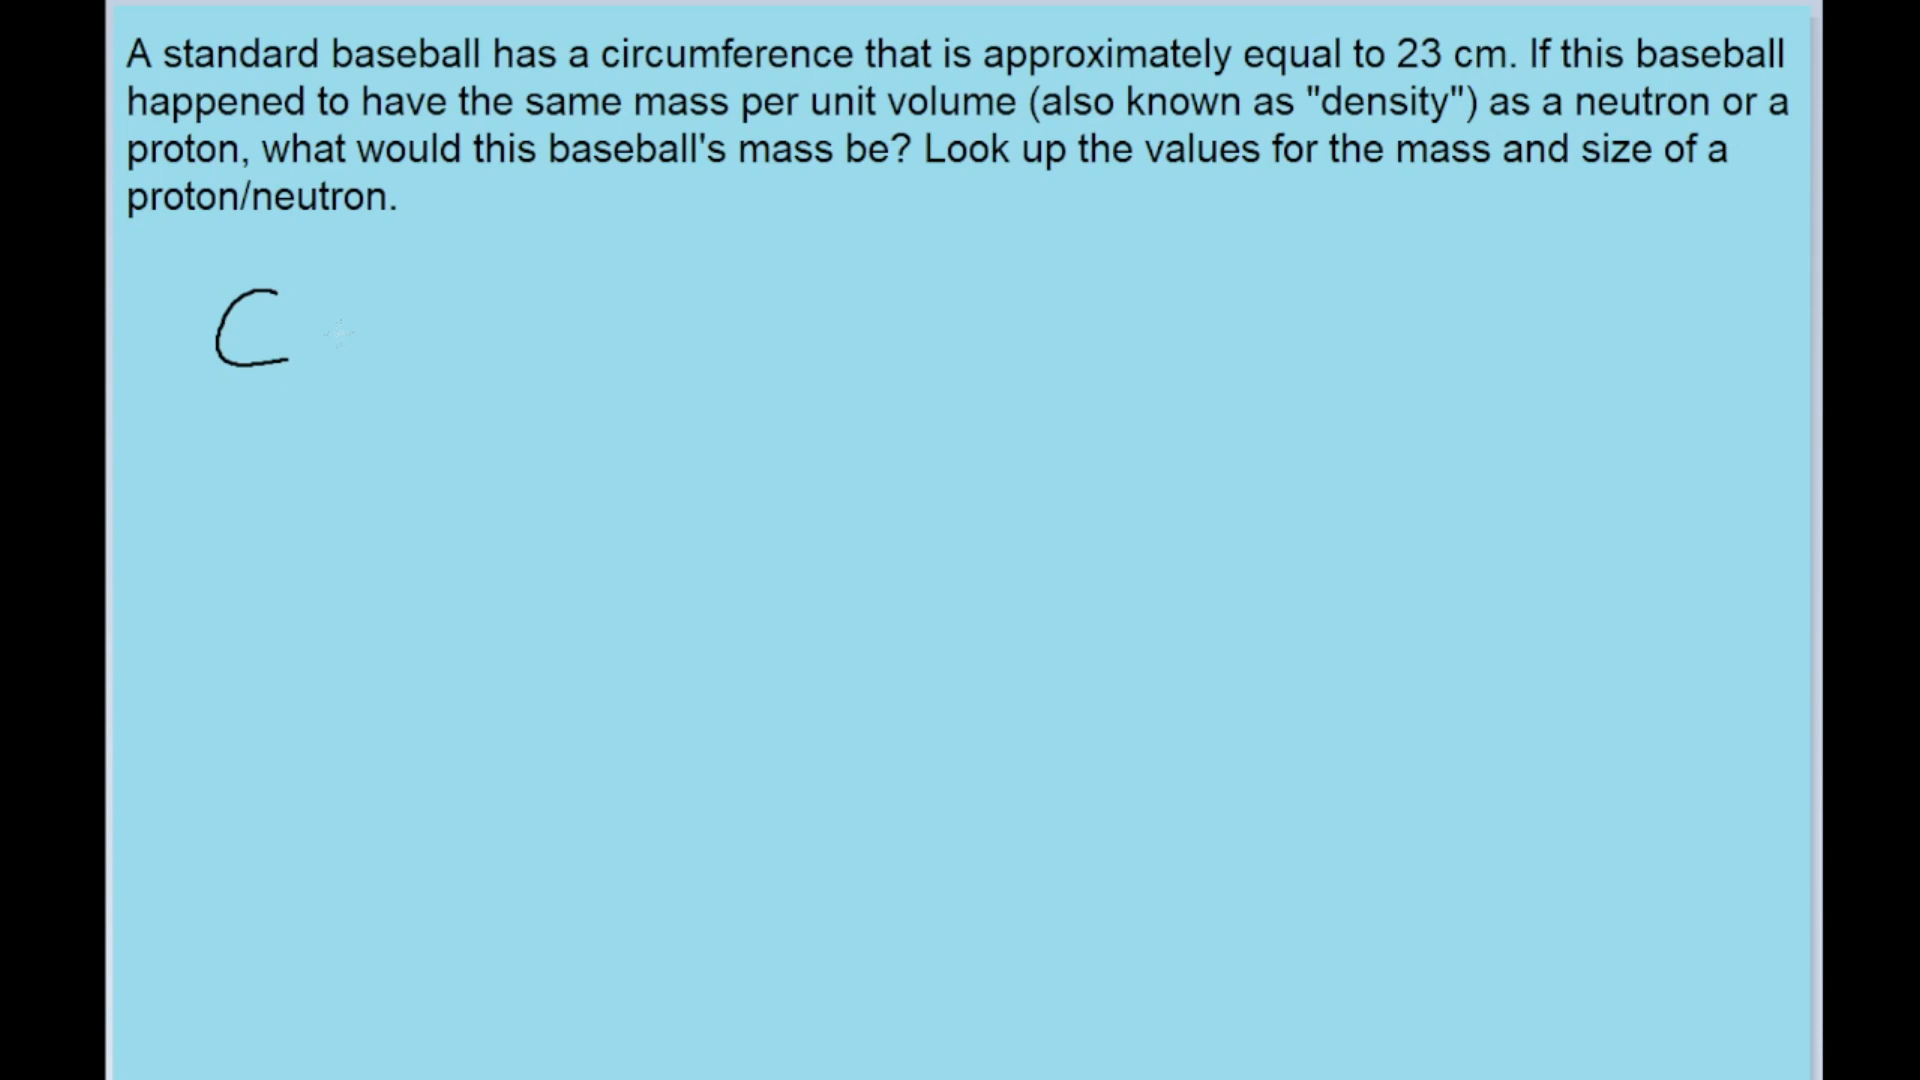 A standard baseball has a circumference that is approximately equal to 23 cm. If this baseball
happened to have the same mass per unit volume (also known as "density") as a neutron or a
proton, what would this baseball's mass be? Look up the values for the mass and size of a
proton/neutron.
C